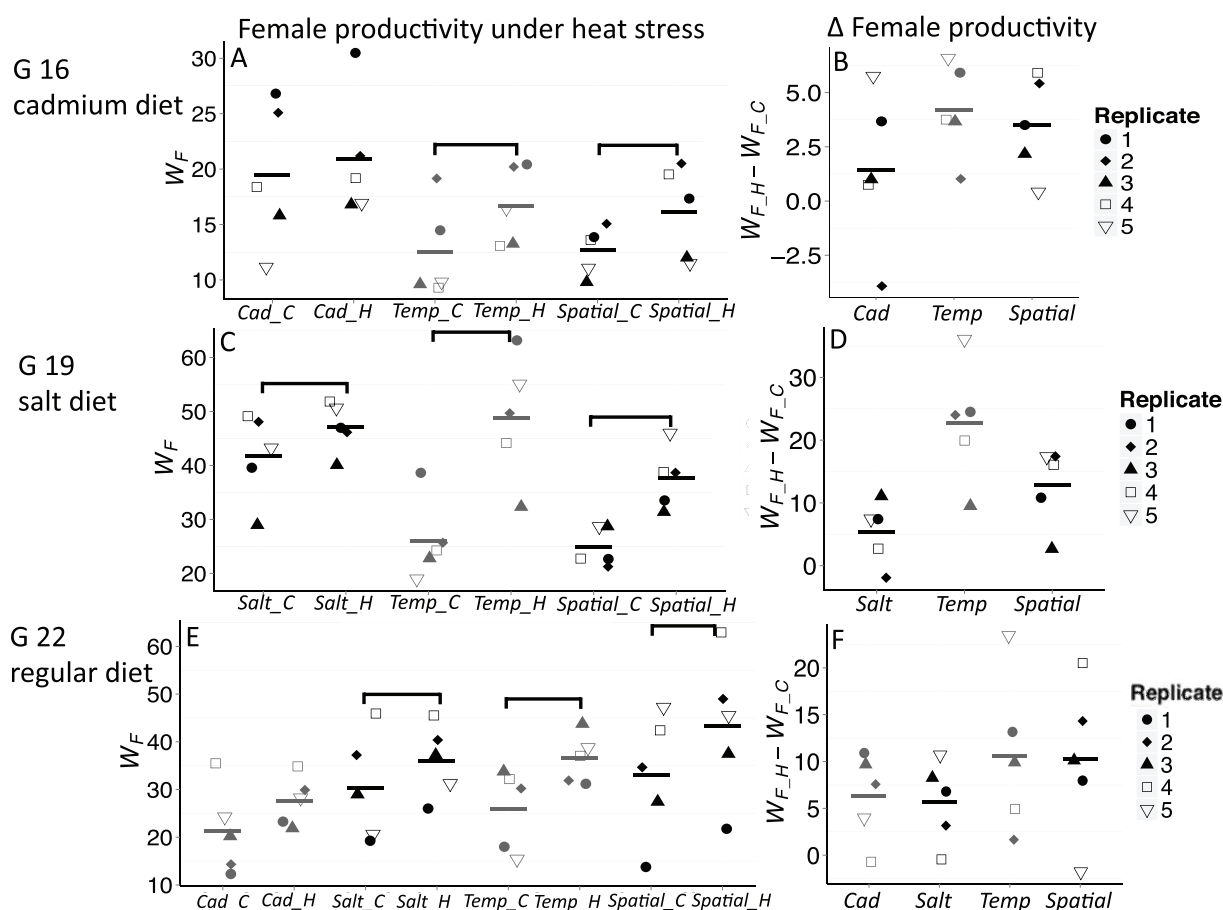 Female productivity under heat stress
Δ Female productivity
G 16
cadmium diet
A
30
25
20
15
10
W_F
Cad_C Cad_H Temp_C Temp_H Spatial_C Spatial_H
B
5.0
2.5
0.0
−2.5
W_F_H − W_F_C
Cad Temp Spatial
Replicate
1
2
3
4
5
G 19
salt diet
C
60
50
40
30
20
W_F
Salt_C Salt_H Temp_C Temp_H Spatial_C Spatial_H
D
30
20
10
0
W_F_H − W_F_C
Salt Temp Spatial
Replicate
1
2
3
4
5
G 22
regular diet
E
60
50
40
30
20
10
W_F
Cad_C Cad_H Salt_C Salt_H Temp_C Temp_H Spatial_C Spatial_H
F
20
15
10
5
0
W_F_H − W_F_C
Cad Salt Temp Spatial
Replicate
1
2
3
4
5